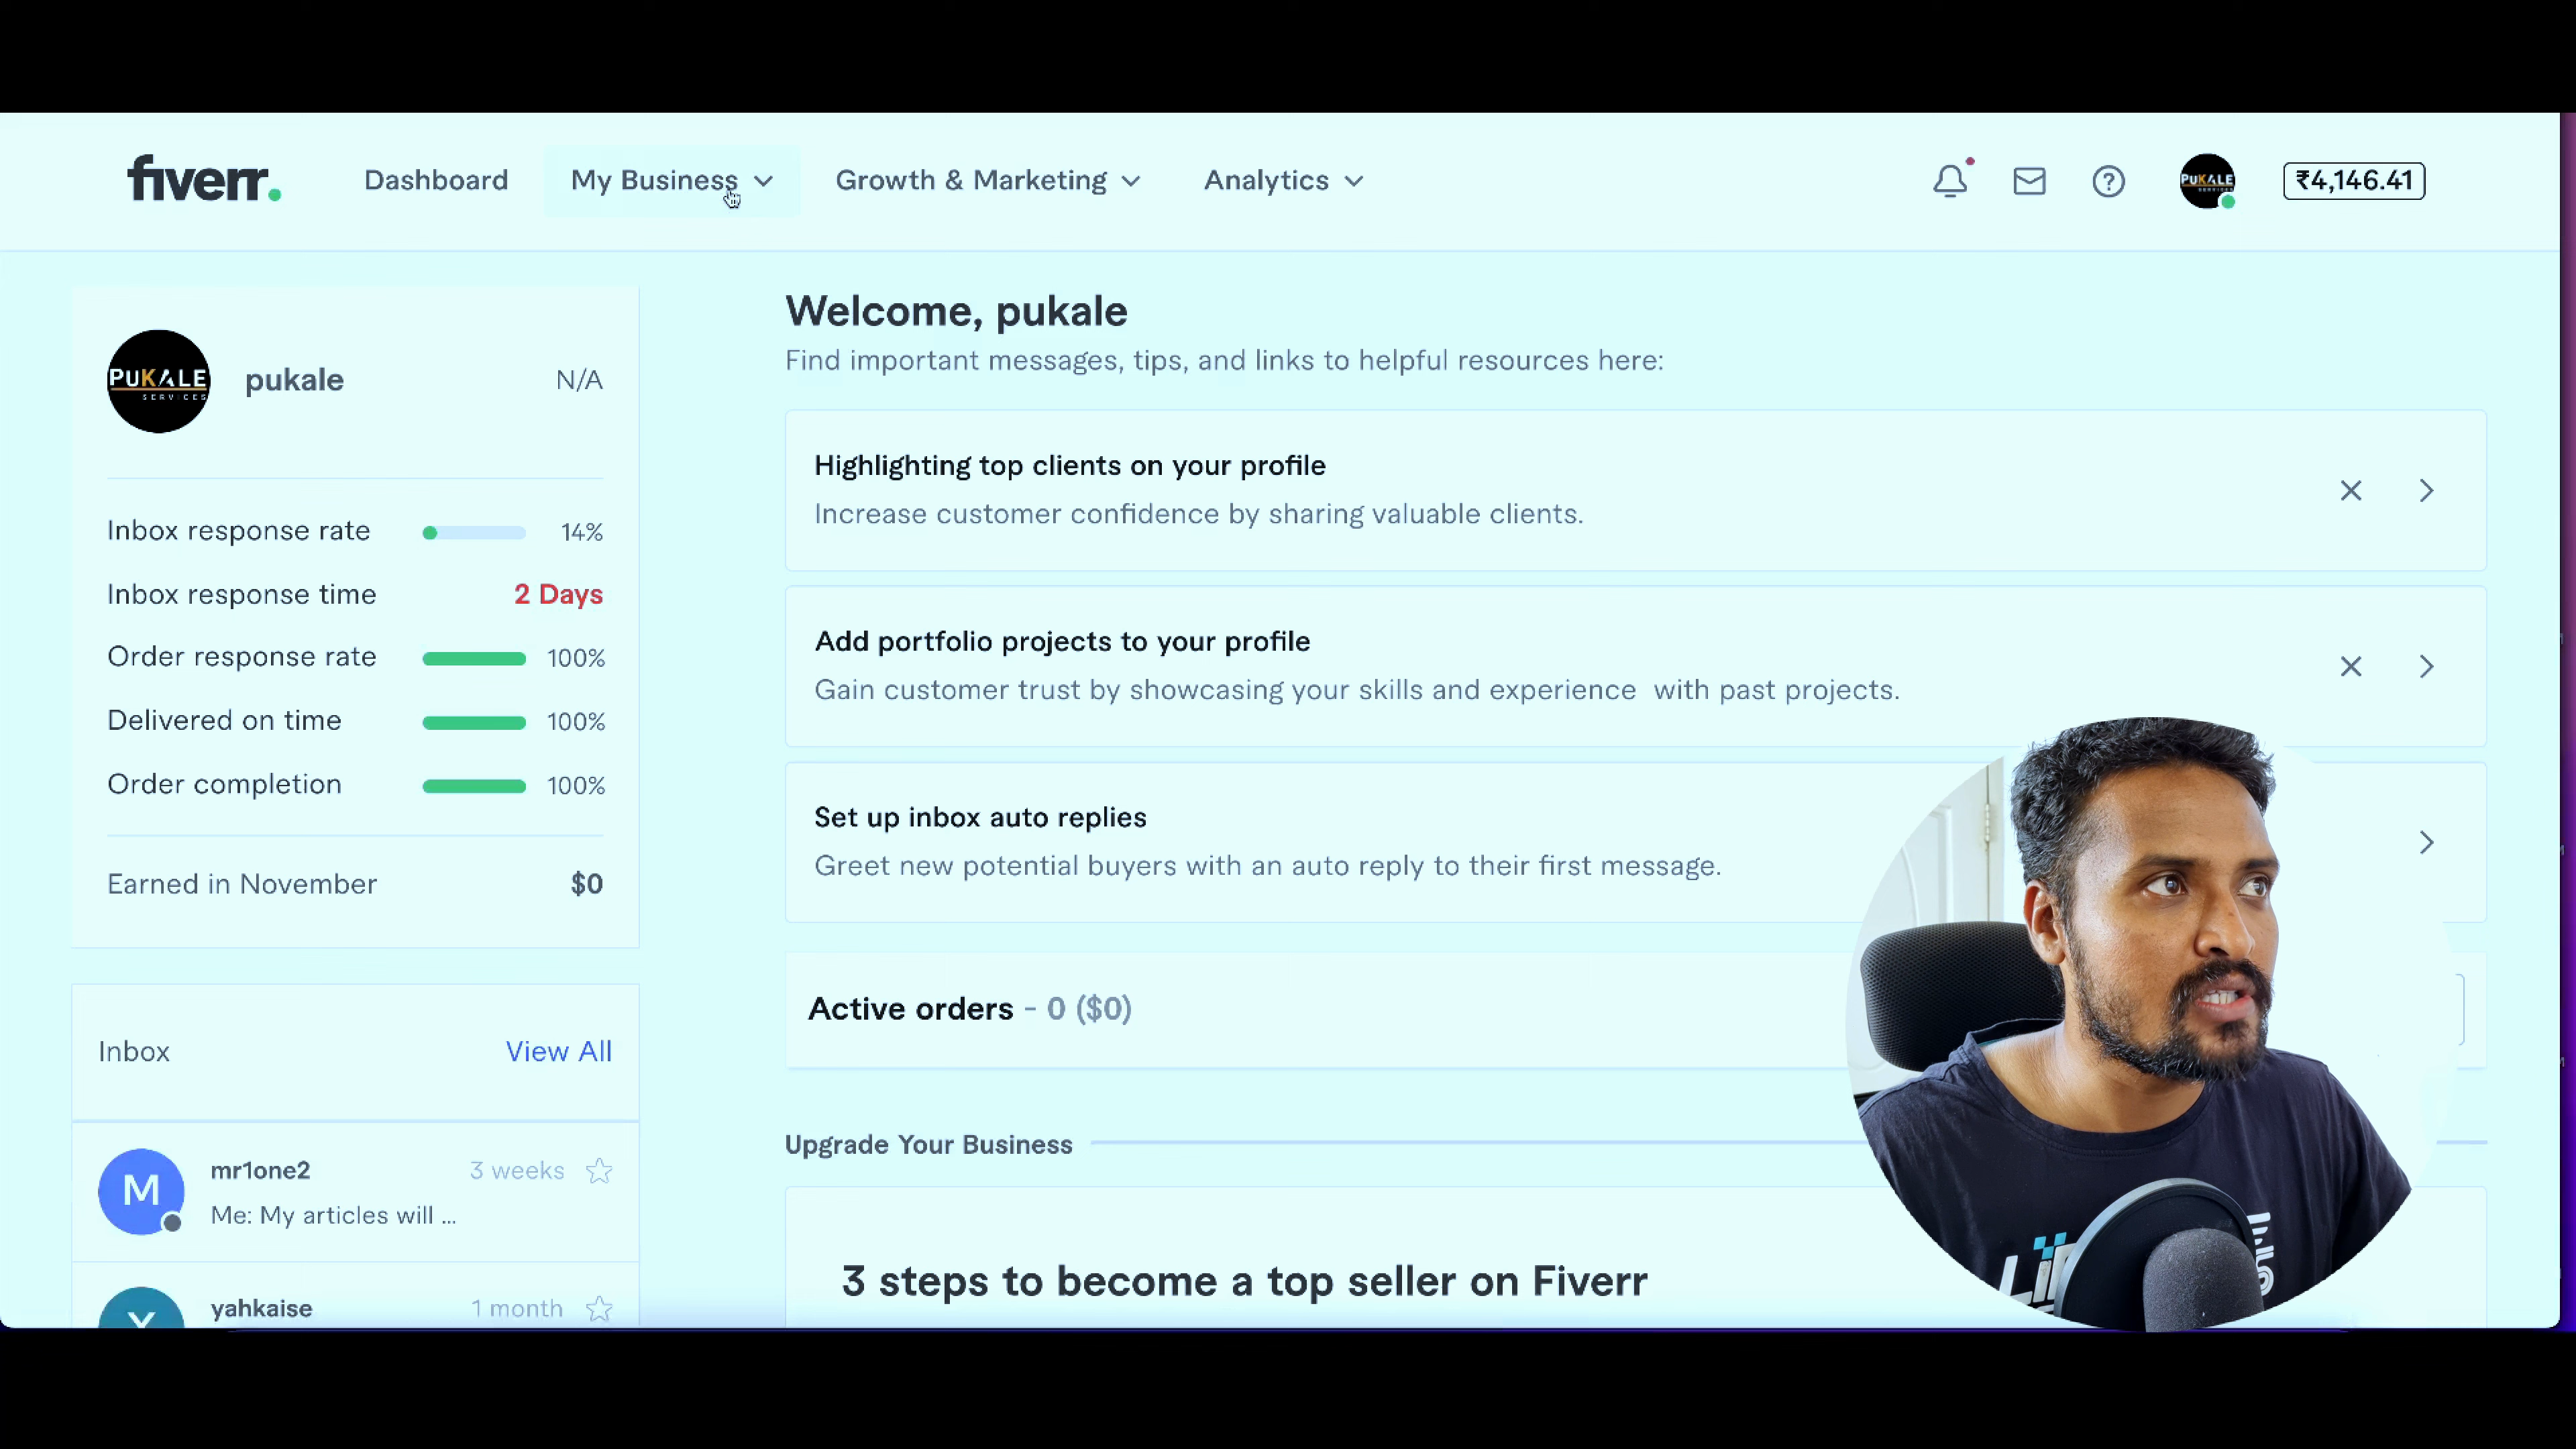 fiverr.
Dashboard
My Business
Growth & Marketing
Analytics
PUKALE
₹4,146.41
PUKALE
SERVICES
pukale
N/A
Inbox response rate 14%
Inbox response time 2 Days
Order response rate 100%
Delivered on time 100%
Order completion 100%
Earned in November $0
Inbox View All
M
mr1one2 3 weeks
Me: My articles will ...
Y
yahkaise 1 month
Welcome, pukale
Find important messages, tips, and links to helpful resources here:
Highlighting top clients on your profile
Increase customer confidence by sharing valuable clients.
Add portfolio projects to your profile
Gain customer trust by showcasing your skills and experience with past projects.
Set up inbox auto replies
Greet new potential buyers with an auto reply to their first message.
Active orders - 0 ($0)
Upgrade Your Business
3 steps to become a top seller on Fiverr